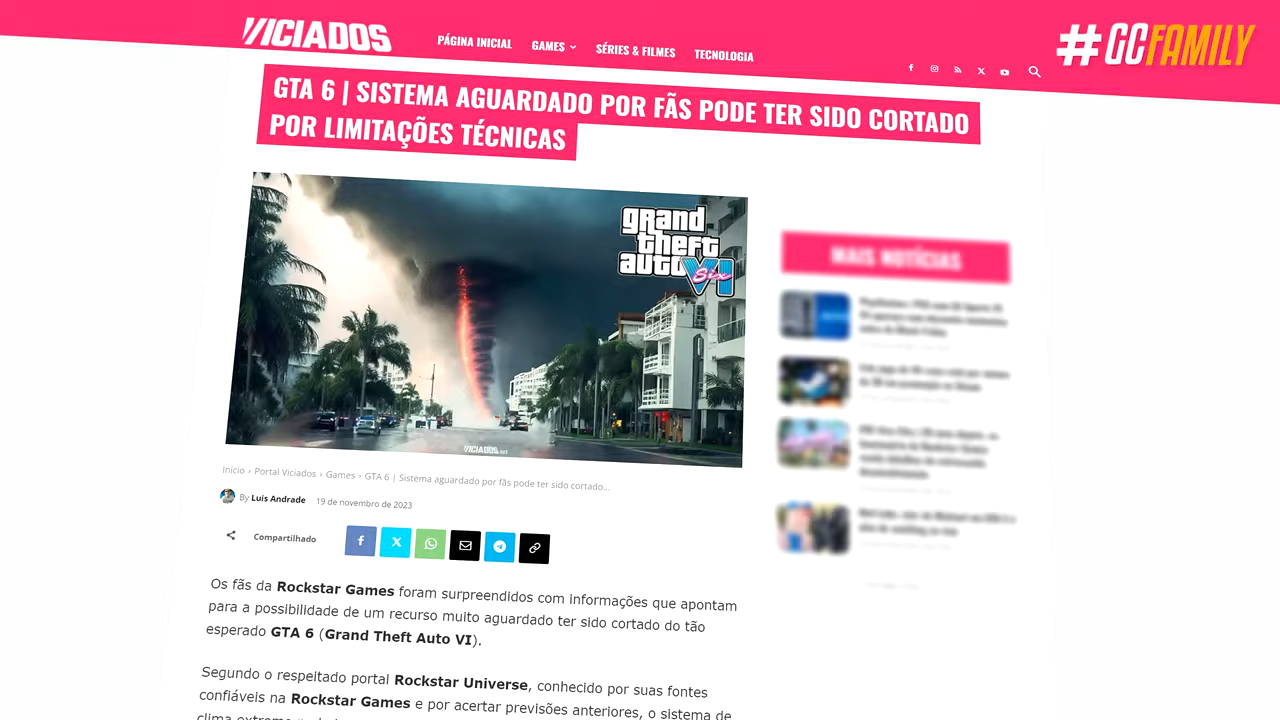 VICIADOS
PÁGINA INICIAL
GAMES
SÉRIES & FILMES
TECNOLOGIA
#GCFAMILY
GTA 6 | SISTEMA AGUARDADO POR FÃS PODE TER SIDO CORTADO
POR LIMITAÇÕES TÉCNICAS
grand
theft
auto VI
Six
VICIADOS.net
MAIS NOTÍCIAS
Início › Portal Viciados › Games › GTA 6 | Sistema aguardado por fãs pode ter sido cortado...
By Luis Andrade 19 de novembro de 2023
Compartilhado
Os fãs da Rockstar Games foram surpreendidos com informações que apontam
para a possibilidade de um recurso muito aguardado ter sido cortado do tão
esperado GTA 6 (Grand Theft Auto VI).
Segundo o respeitado portal Rockstar Universe, conhecido por suas fontes
confiáveis na Rockstar Games e por acertar previsões anteriores, o sistema de
clima extremo